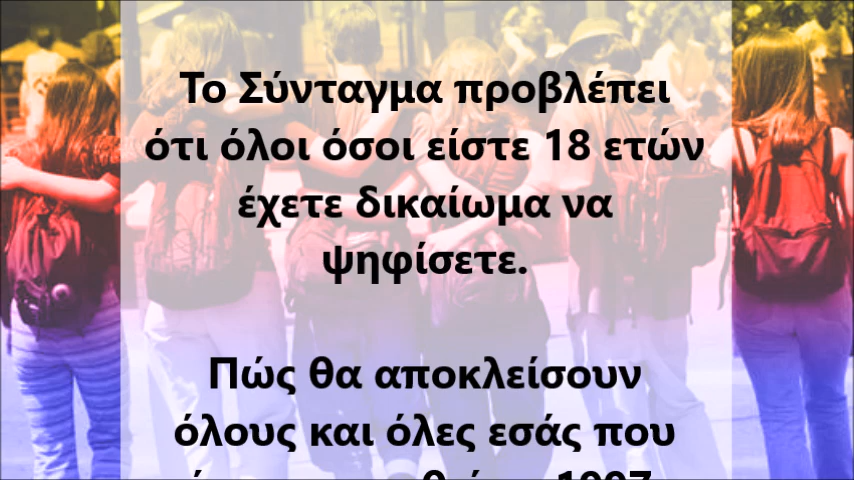 Το Σύνταγμα προβλέπει
ότι όλοι όσοι είστε 18 ετών
έχετε δικαίωμα να
ψηφίσετε.
Πώς θα αποκλείσουν
όλους και όλες εσάς που